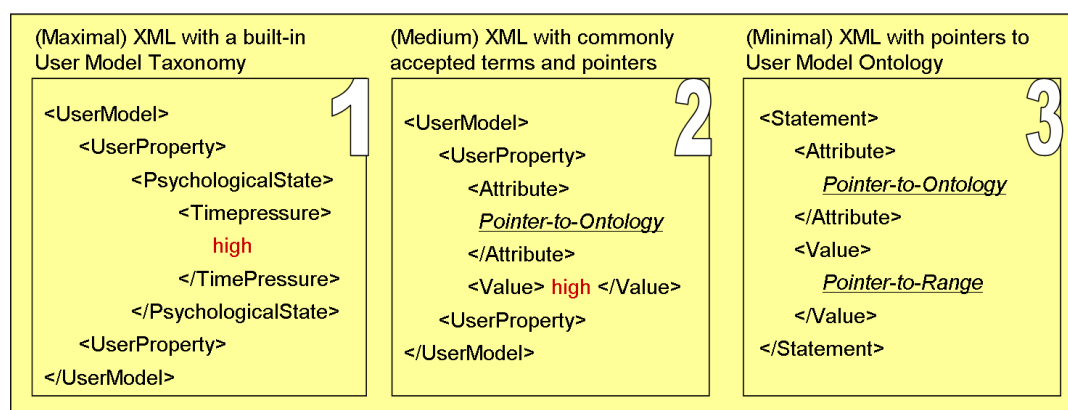 (Maximal) XML with a built-in
User Model Taxonomy
1
<UserModel>
<UserProperty>
<PsychologicalState>
<Timepressure>
high
</TimePressure>
</PsychologicalState>
<UserProperty>
</UserModel>
(Medium) XML with commonly
accepted terms and pointers
2
<UserModel>
<UserProperty>
<Attribute>
Pointer-to-Ontology
</Attribute>
<Value> high </Value>
<UserProperty>
</UserModel>
(Minimal) XML with pointers to
User Model Ontology
3
<Statement>
<Attribute>
Pointer-to-Ontology
</Attribute>
<Value>
Pointer-to-Range
</Value>
</Statement>